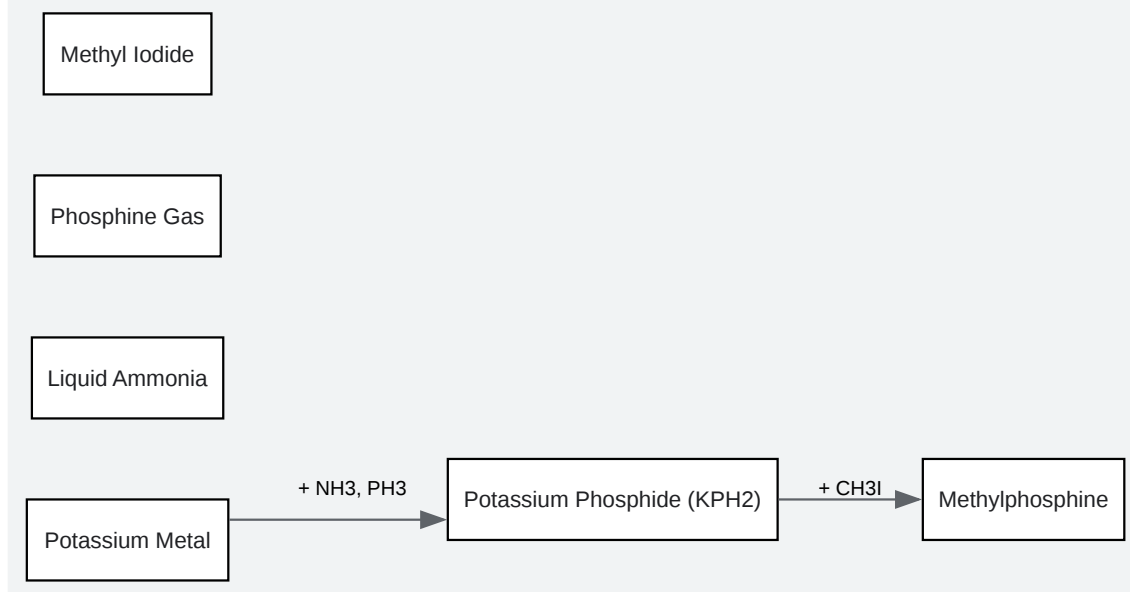 Methyl Iodide
Phosphine Gas
Liquid Ammonia
Potassium Metal
+ NH3, PH3
Potassium Phosphide (KPH2)
+ CH3I
Methylphosphine